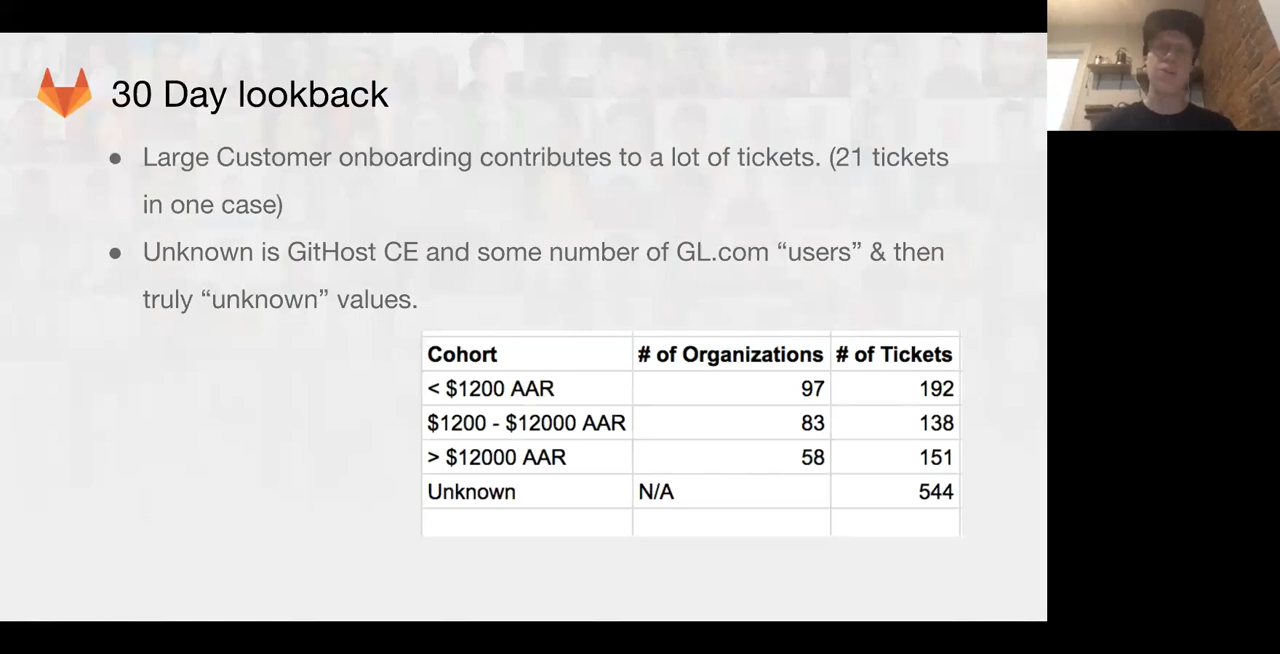 30 Day lookback
● Large Customer onboarding contributes to a lot of tickets. (21 tickets
in one case)
● Unknown is GitHost CE and some number of GL.com “users” & then
truly “unknown” values.
Cohort # of Organizations # of Tickets
< $1200 AAR 97 192
$1200 - $12000 AAR 83 138
> $12000 AAR 58 151
Unknown N/A 544